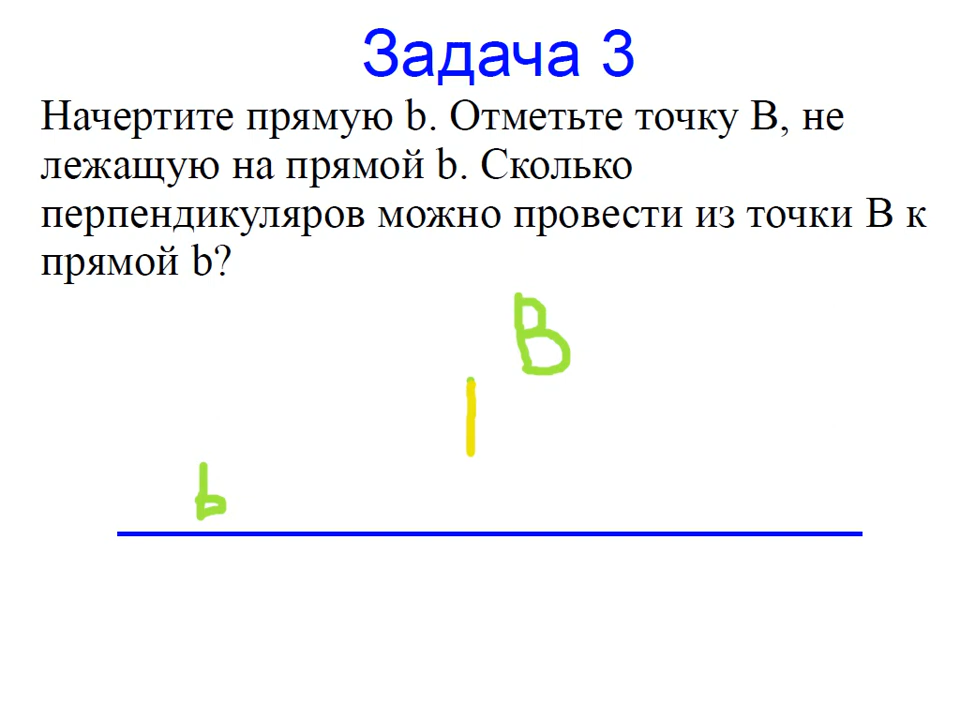 Задача 3
Начертите прямую b. Отметьте точку В, не
лежащую на прямой b. Сколько
перпендикуляров можно провести из точки В к
прямой b?
В
b